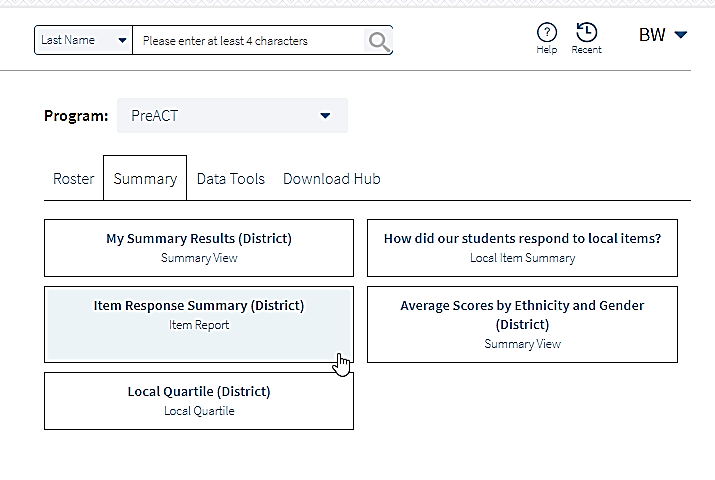 Last Name
Please enter at least 4 characters
?
Help
Recent
BW
Program:
PreACT
Roster
Summary
Data Tools
Download Hub
My Summary Results (District)
Summary View
How did our students respond to local items?
Local Item Summary
Item Response Summary (District)
Item Report
Average Scores by Ethnicity and Gender
(District)
Summary View
Local Quartile (District)
Local Quartile